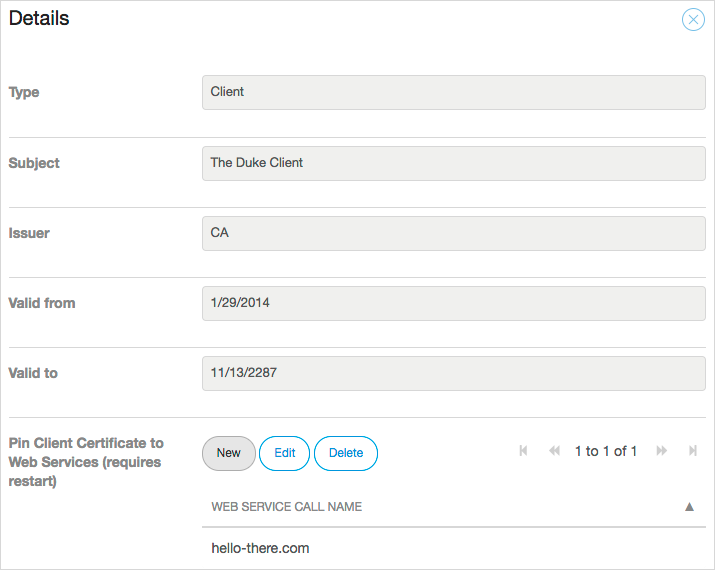 Details
Type
Client
Subject
The Duke Client
Issuer
CA
Valid from
1/29/2014
Valid to
11/13/2287
Pin Client Certificate to
Web Services (requires
restart)
New Edit Delete 1 to 1 of 1
WEB SERVICE CALL NAME
hello-there.com